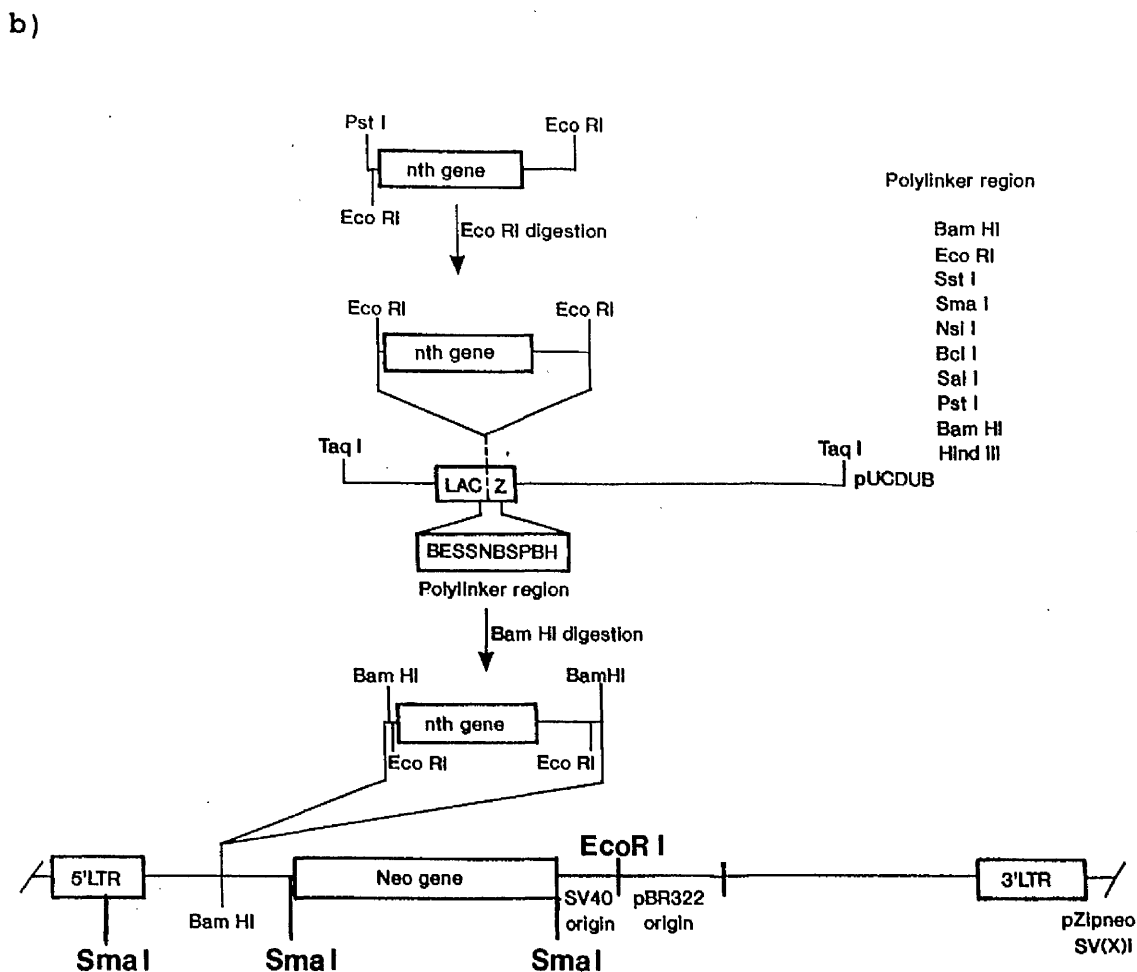 b)
Pst I
Eco RI
nth gene
Eco RI
Eco RI digestion
Polylinker region
Bam HI
Eco RI
Sst I
Sma I
Nsi I
Bcl I
Sal I
Pst I
Bam HI
Hind III
Eco RI
Eco RI
nth gene
Taq I
Taq I
LAC Z
pUCDUB
BESSNBSPBH
Polylinker region
Bam HI digestion
Bam HI
BamHI
nth gene
Eco RI
Eco RI
EcoR I
5'LTR
Neo gene
3'LTR
SV40
origin
pBR322
origin
Bam HI
pZipneo
SV(X)i
Sma I
Sma I
Sma I